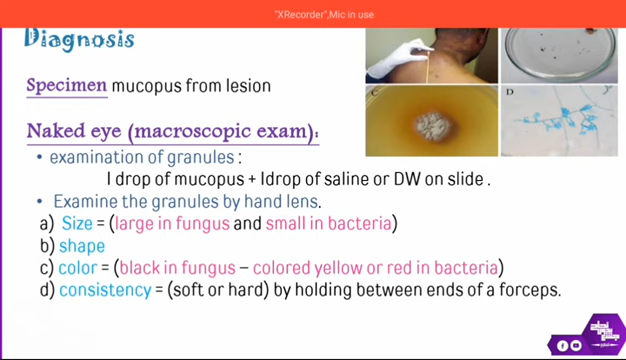 "XRecorder",Mic in use
Diagnosis
Specimen mucopus from lesion
Naked eye (macroscopic exam):
• examination of granules :
1 drop of mucopus + 1drop of saline or DW on slide .
• Examine the granules by hand lens.
a) Size = (large in fungus and small in bacteria)
b) shape
c) color = (black in fungus – colored yellow or red in bacteria)
d) consistency = (soft or hard) by holding between ends of a forceps.
C
D